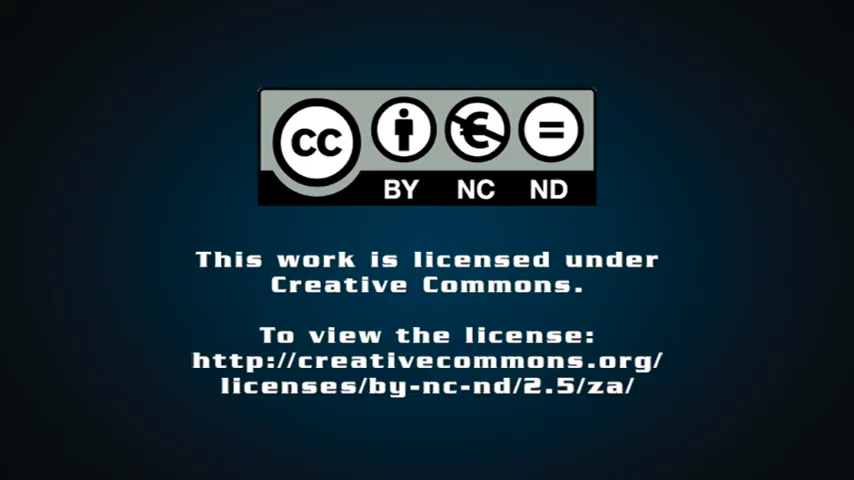 CC
BY NC ND
This work is licensed under
Creative Commons.
To view the license:
http://creativecommons.org/
licenses/by-nc-nd/2.5/za/